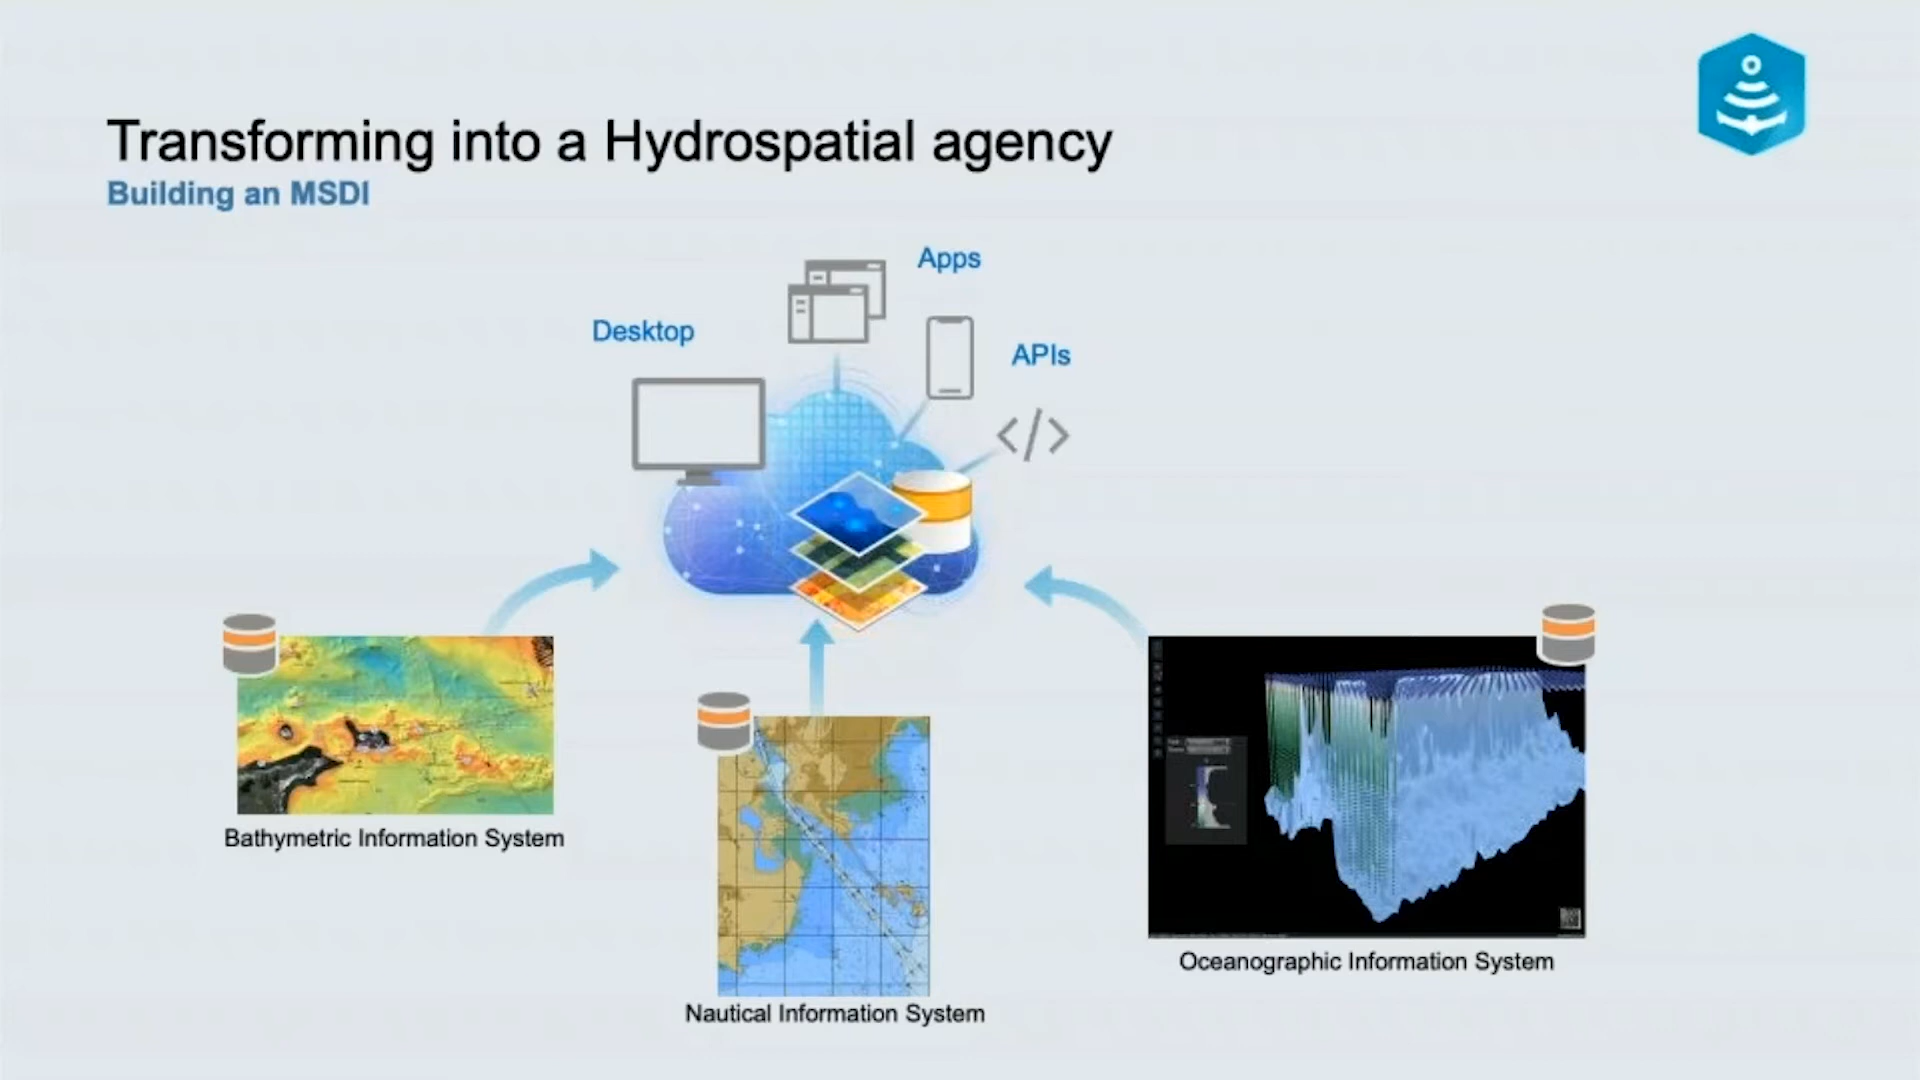 Transforming into a Hydrospatial agency
Building an MSDI
Apps
Desktop
APIs
</>
Bathymetric Information System
Oceanographic Information System
Nautical Information System